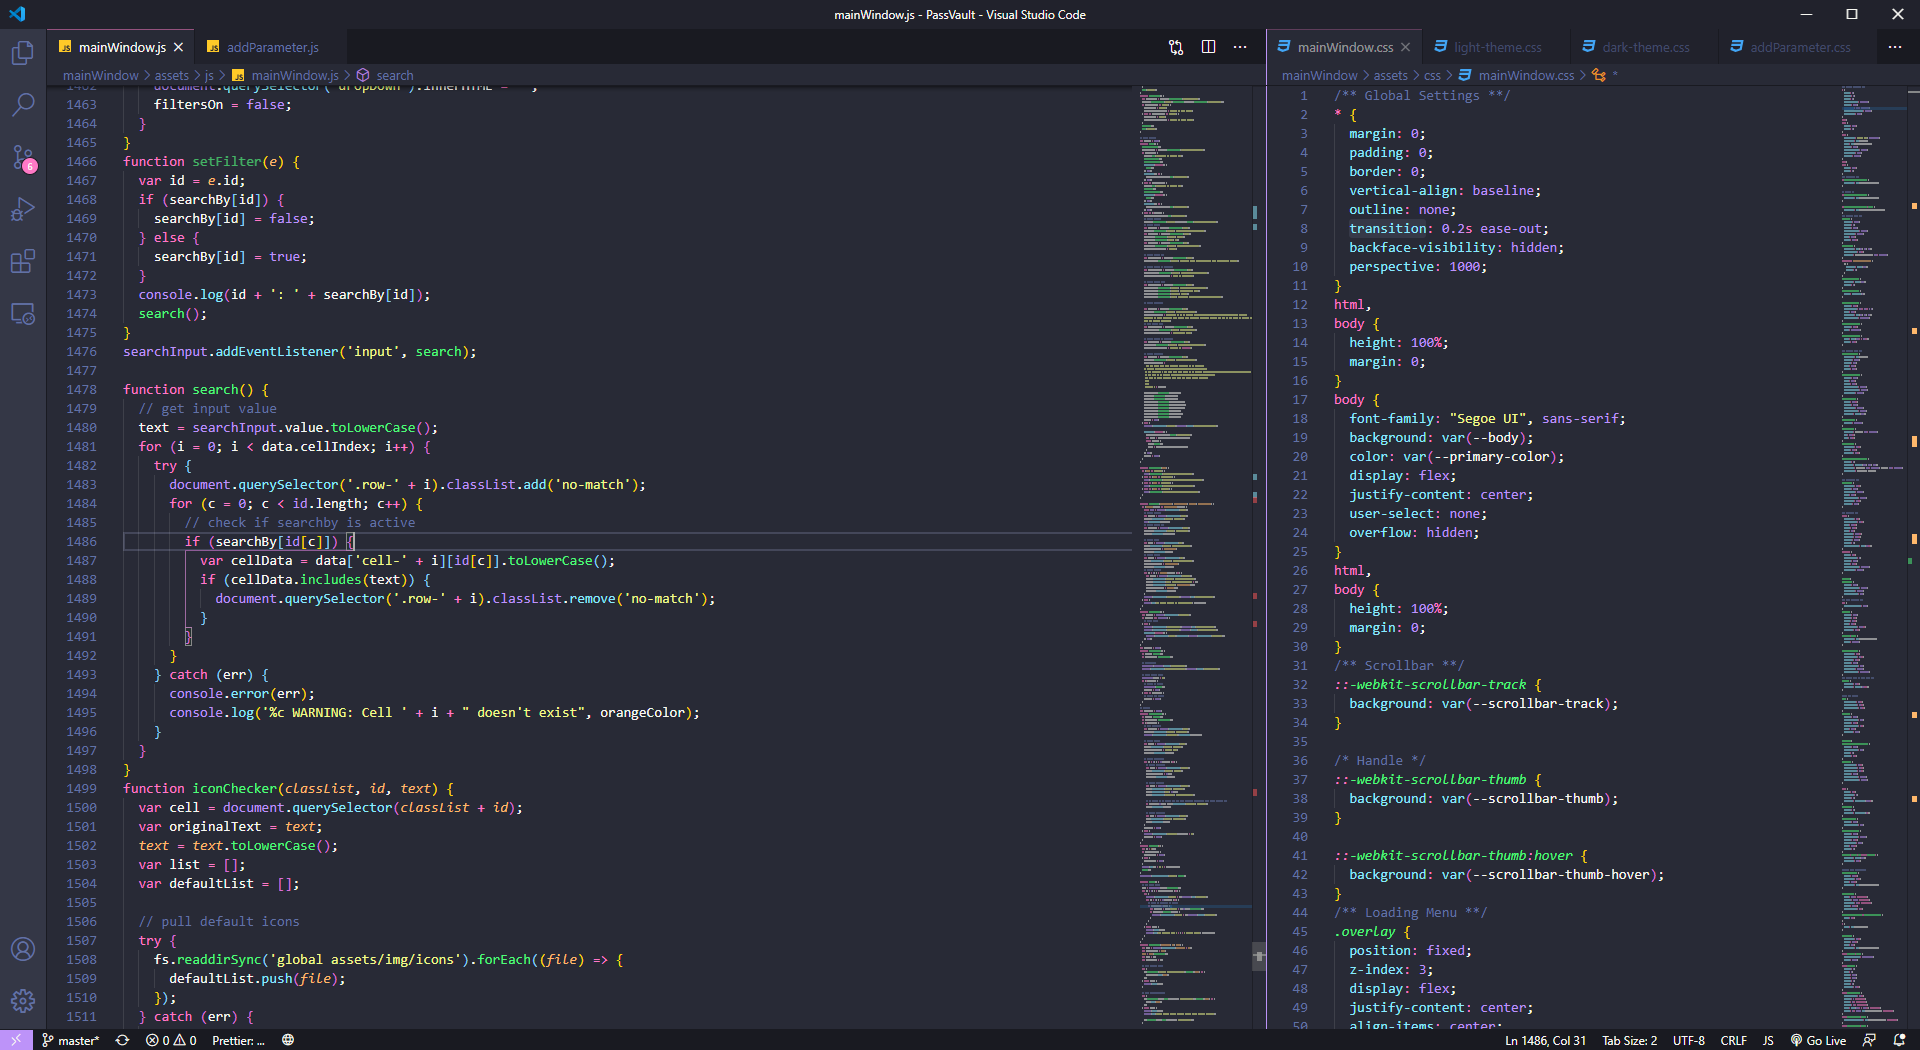 mainWindow.js - PassVault - Visual Studio Code
JS mainWindow.js
JS addParameter.js
mainWindow > assets > js > JS mainWindow.js > search
1462 document.querySelector('dropDown').innerHTML = '';
1463 filtersOn = false;
1464 }
1465 }
1466 function setFilter(e) {
1467 var id = e.id;
1468 if (searchBy[id]) {
1469 searchBy[id] = false;
1470 } else {
1471 searchBy[id] = true;
1472 }
1473 console.log(id + ': ' + searchBy[id]);
1474 search();
1475 }
1476 searchInput.addEventListener('input', search);
1477
1478 function search() {
1479 // get input value
1480 text = searchInput.value.toLowerCase();
1481 for (i = 0; i < data.cellIndex; i++) {
1482 try {
1483 document.querySelector('.row-' + i).classList.add('no-match');
1484 for (c = 0; c < id.length; c++) {
1485 // check if searchby is active
1486 if (searchBy[id[c]]) {
1487 var cellData = data['cell-' + i][id[c]].toLowerCase();
1488 if (cellData.includes(text)) {
1489 document.querySelector('.row-' + i).classList.remove('no-match');
1490 }
1491 }
1492 }
1493 } catch (err) {
1494 console.error(err);
1495 console.log('%c WARNING: Cell ' + i + " doesn't exist", orangeColor);
1496 }
1497 }
1498 }
1499 function iconChecker(classList, id, text) {
1500 var cell = document.querySelector(classList + id);
1501 var originalText = text;
1502 text = text.toLowerCase();
1503 var list = [];
1504 var defaultList = [];
1505
1506 // pull default icons
1507 try {
1508 fs.readdirSync('global assets/img/icons').forEach((file) => {
1509 defaultList.push(file);
1510 });
1511 } catch (err) {
mainWindow.css
light-theme.css
dark-theme.css
addParameter.css
mainWindow > assets > css > mainWindow.css > *
1 /** Global Settings **/
2 * {
3 margin: 0;
4 padding: 0;
5 border: 0;
6 vertical-align: baseline;
7 outline: none;
8 transition: 0.2s ease-out;
9 backface-visibility: hidden;
10 perspective: 1000;
11 }
12 html,
13 body {
14 height: 100%;
15 margin: 0;
16 }
17 body {
18 font-family: "Segoe UI", sans-serif;
19 background: var(--body);
20 color: var(--primary-color);
21 display: flex;
22 justify-content: center;
23 user-select: none;
24 overflow: hidden;
25 }
26 html,
27 body {
28 height: 100%;
29 margin: 0;
30 }
31 /** Scrollbar **/
32 ::-webkit-scrollbar-track {
33 background: var(--scrollbar-track);
34 }
35
36 /* Handle */
37 ::-webkit-scrollbar-thumb {
38 background: var(--scrollbar-thumb);
39 }
40
41 ::-webkit-scrollbar-thumb:hover {
42 background: var(--scrollbar-thumb-hover);
43 }
44 /** Loading Menu **/
45 .overlay {
46 position: fixed;
47 z-index: 3;
48 display: flex;
49 justify-content: center;
50 align-items: center;
6
master* 0 0 Prettier: ...
Ln 1486, Col 31 Tab Size: 2 UTF-8 CRLF JS Go Live